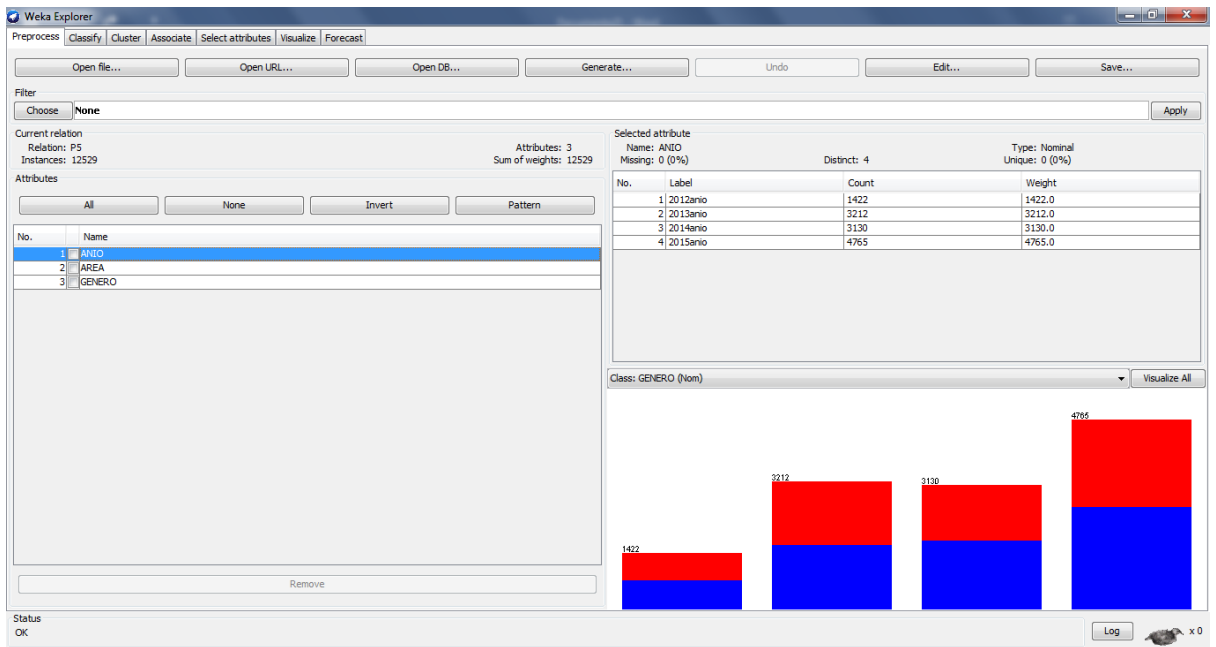 Weka Explorer
Preprocess Classify Cluster Associate Select attributes Visualize Forecast
Open file... Open URL... Open DB... Generate... Undo Edit... Save...
Filter
Choose None Apply
Current relation
Relation: P5 Attributes: 3
Instances: 12529 Sum of weights: 12529
Attributes
All None Invert Pattern
No. Name
1 ANIO
2 AREA
3 GENERO
Remove
Selected attribute
Name: ANIO Type: Nominal
Missing: 0 (0%) Distinct: 4 Unique: 0 (0%)
No. Label Count Weight
1 2012anio 1422 1422.0
2 2013anio 3212 3212.0
3 2014anio 3130 3130.0
4 2015anio 4765 4765.0
Class: GENERO (Nom) Visualize All
1422 3212 3130 4765
Status
OK Log x 0